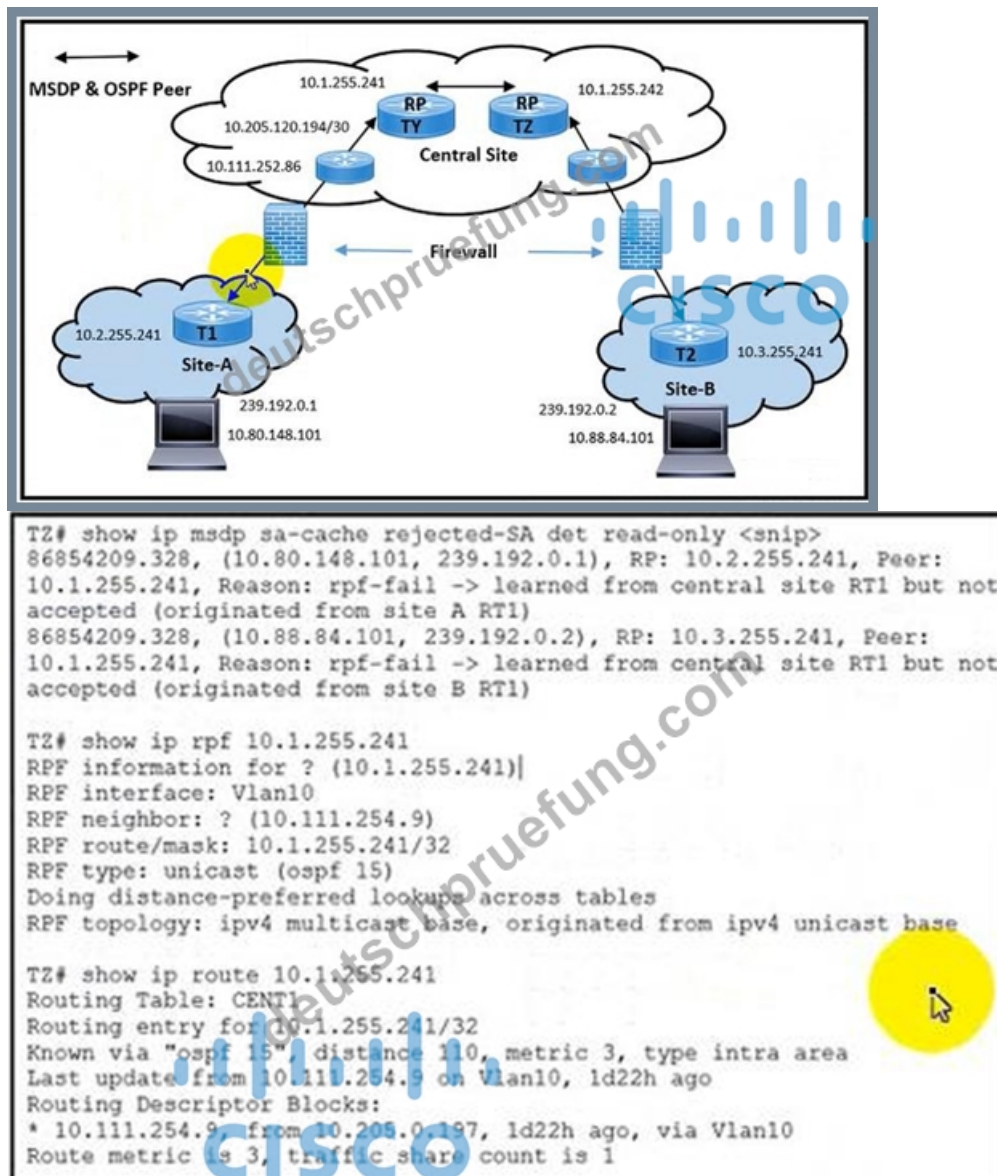 MSDP & OSPF Peer
10.1.255.241
10.1.255.242
RP
TY
RP
TZ
10.205.120.194/30
Central Site
10.111.252.86
Firewall
deutschpruefung.com
CISCO
10.2.255.241
T1
Site-A
T2
10.3.255.241
Site-B
239.192.0.1
10.80.148.101
239.192.0.2
10.88.84.101
TZ# show ip msdp sa-cache rejected-SA det read-only <snip>
86854209.328, (10.80.148.101, 239.192.0.1), RP: 10.2.255.241, Peer:
10.1.255.241, Reason: rpf-fail -> learned from central site RT1 but not
accepted (originated from site A RT1)
86854209.328, (10.88.84.101, 239.192.0.2), RP: 10.3.255.241, Peer:
10.1.255.241, Reason: rpf-fail -> learned from central site RT1 but not
accepted (originated from site B RT1)
TZ# show ip rpf 10.1.255.241
RPF information for ? (10.1.255.241)
RPF interface: Vlan10
RPF neighbor: ? (10.111.254.9)
RPF route/mask: 10.1.255.241/32
RPF type: unicast (ospf 15)
Doing distance-preferred lookups across tables
RPF topology: ipv4 multicast base, originated from ipv4 unicast base
TZ# show ip route 10.1.255.241
Routing Table: CENT1
Routing entry for 10.1.255.241/32
Known via "ospf 15", distance 110, metric 3, type intra area
Last update from 10.111.254.9 on Vlan10, 1d22h ago
Routing Descriptor Blocks:
* 10.111.254.9, from 10.205.0.197, 1d22h ago, via Vlan10
Route metric is 3, traffic share count is 1
deutschpruefung.com
CISCO